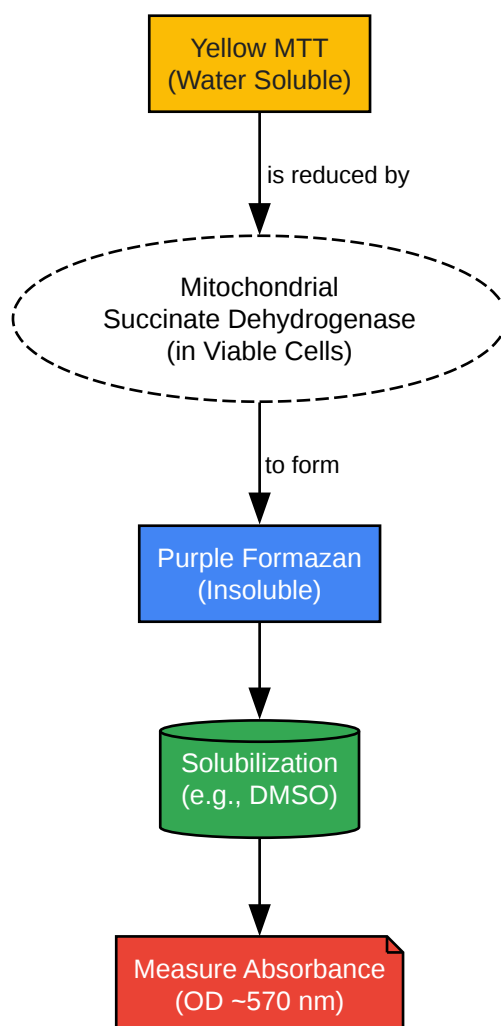 Yellow MTT
(Water Soluble)
is reduced by
Mitochondrial
Succinate Dehydrogenase
(in Viable Cells)
to form
Purple Formazan
(Insoluble)
Solubilization
(e.g., DMSO)
Measure Absorbance
(OD ~570 nm)